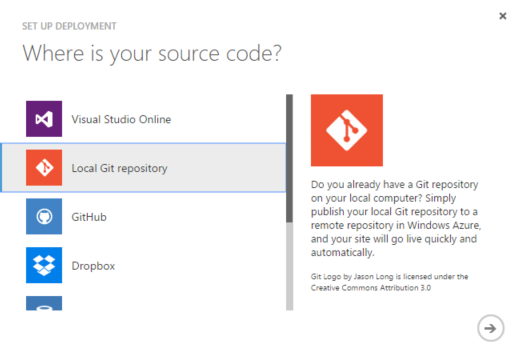 SET UP DEPLOYMENT
Where is your source code?
Visual Studio Online
Local Git repository
GitHub
Dropbox
Do you already have a Git repository
on your local computer? Simply
publish your local Git repository to a
remote repository in Windows Azure,
and your site will go live quickly and
automatically.
Git Logo by Jason Long is licensed under the
Creative Commons Attribution 3.0